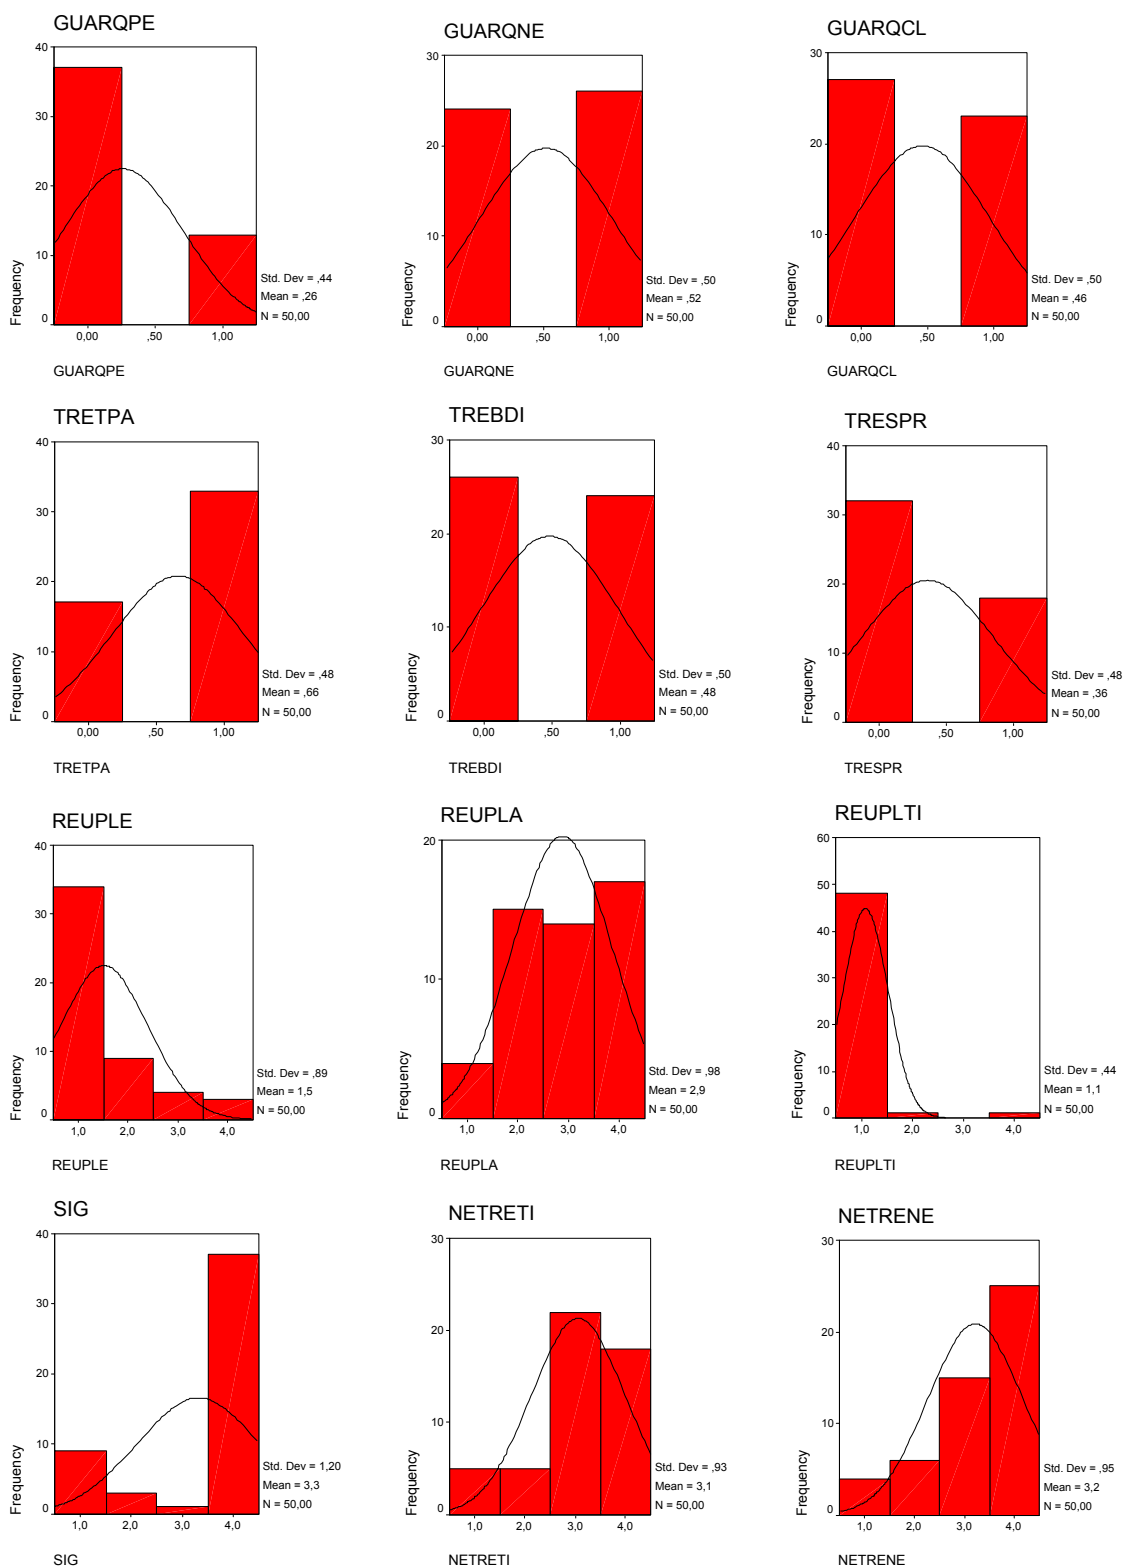 GUARQPE
40
30
20
10
0
Frequency
0,00 ,50 1,00
Std. Dev = ,44
Mean = ,26
N = 50,00
GUARQPE
GUARQNE
30
20
10
0
Frequency
0,00 ,50 1,00
Std. Dev = ,50
Mean = ,52
N = 50,00
GUARQNE
GUARQCL
30
20
10
0
Frequency
0,00 ,50 1,00
Std. Dev = ,50
Mean = ,46
N = 50,00
GUARQCL
TRETPA
40
30
20
10
0
Frequency
0,00 ,50 1,00
Std. Dev = ,48
Mean = ,66
N = 50,00
TRETPA
TREBDI
30
20
10
0
Frequency
0,00 ,50 1,00
Std. Dev = ,50
Mean = ,48
N = 50,00
TREBDI
TRESPR
40
30
20
10
0
Frequency
0,00 ,50 1,00
Std. Dev = ,48
Mean = ,36
N = 50,00
TRESPR
REUPLE
40
30
20
10
0
Frequency
1,0 2,0 3,0 4,0
Std. Dev = ,89
Mean = 1,5
N = 50,00
REUPLE
REUPLA
20
10
0
Frequency
1,0 2,0 3,0 4,0
Std. Dev = ,98
Mean = 2,9
N = 50,00
REUPLA
REUPLTI
60
50
40
30
20
10
0
Frequency
1,0 2,0 3,0 4,0
Std. Dev = ,44
Mean = 1,1
N = 50,00
REUPLTI
SIG
40
30
20
10
0
Frequency
1,0 2,0 3,0 4,0
Std. Dev = 1,20
Mean = 3,3
N = 50,00
SIG
NETRETI
30
20
10
0
Frequency
1,0 2,0 3,0 4,0
Std. Dev = ,93
Mean = 3,1
N = 50,00
NETRETI
NETRENE
30
20
10
0
Frequency
1,0 2,0 3,0 4,0
Std. Dev = ,95
Mean = 3,2
N = 50,00
NETRENE